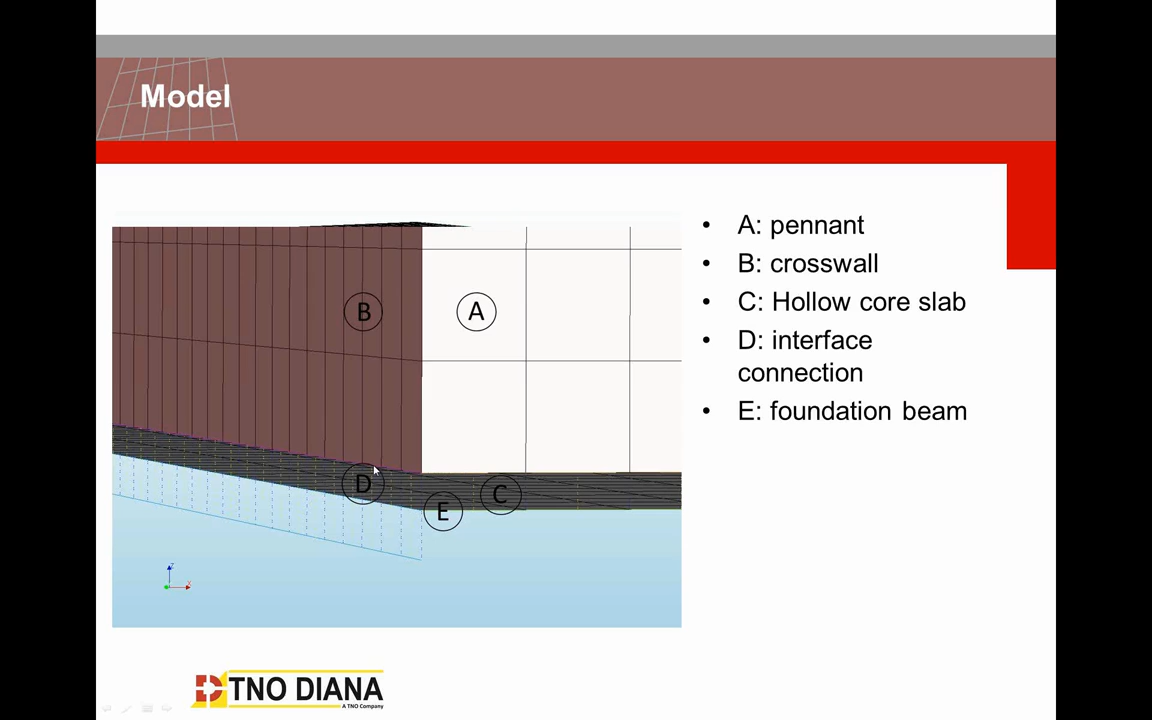 Model
• A: pennant
• B: crosswall
• C: Hollow core slab
• D: interface
connection
• E: foundation beam
B
A
D
C
E
Z
X
TNO DIANA
A TNO Company